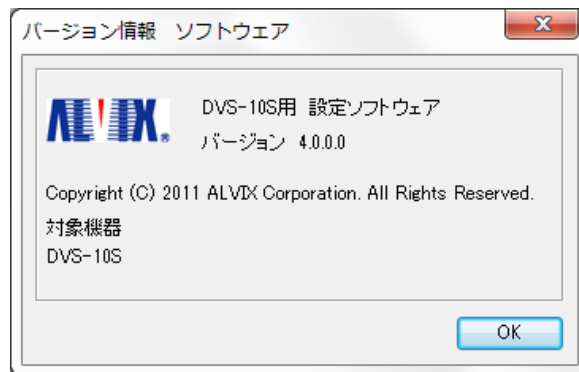 バージョン情報 ソフトウェア
ALVIX®
DVS-10S用 設定ソフトウェア
バージョン 4.0.0.0
Copyright (C) 2011 ALVIX Corporation. All Rights Reserved.
対象機器
DVS-10S
OK